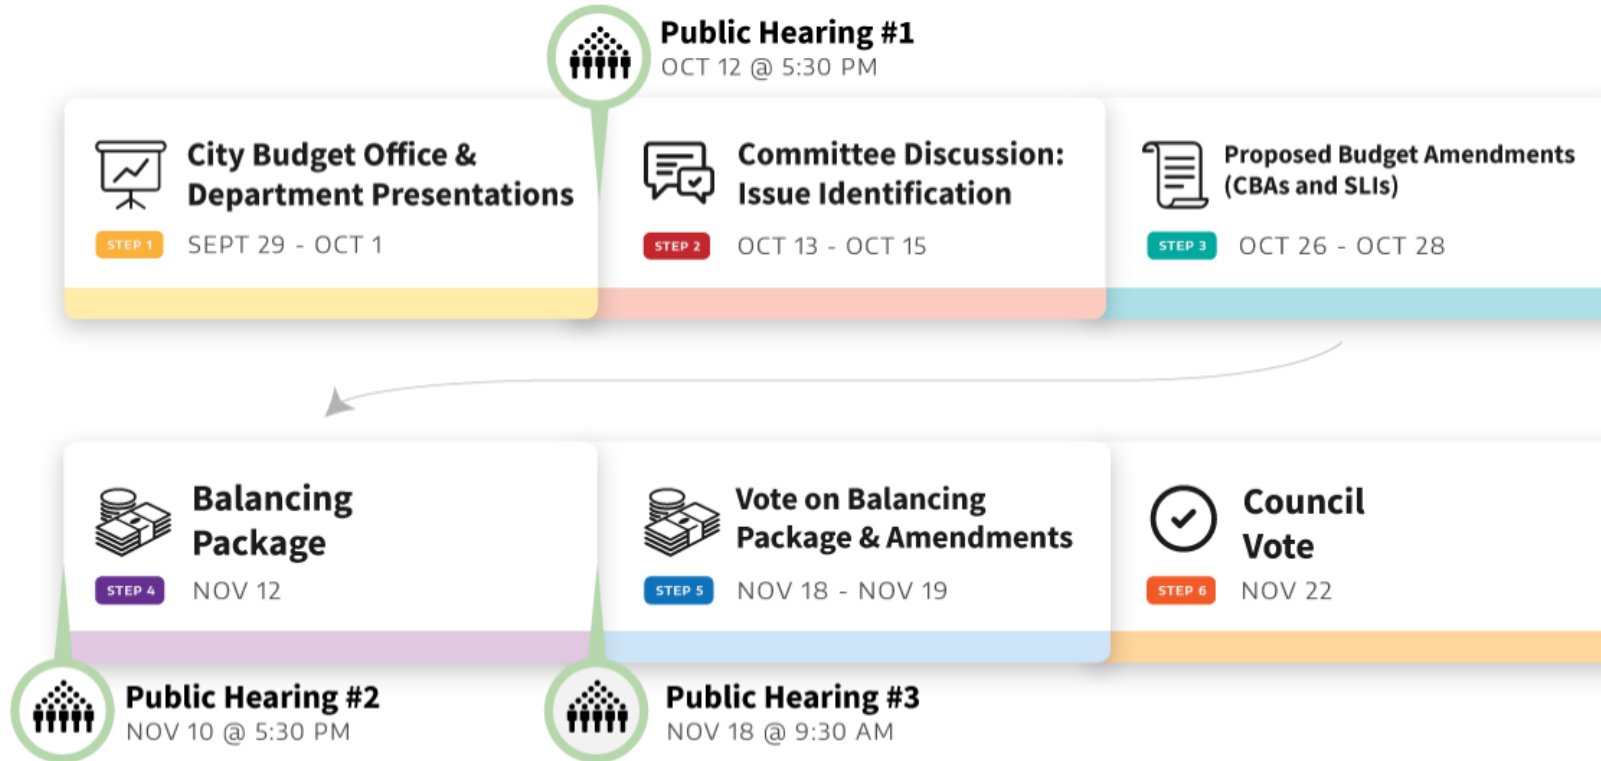 Public Hearing #1
OCT 12 @ 5:30 PM
City Budget Office &
Department Presentations
STEP 1
SEPT 29 - OCT 1
Committee Discussion:
Issue Identification
STEP 2
OCT 13 - OCT 15
Proposed Budget Amendments
(CBAs and SLIs)
STEP 3
OCT 26 - OCT 28
Balancing
Package
STEP 4
NOV 12
Vote on Balancing
Package & Amendments
STEP 5
NOV 18 - NOV 19
Council
Vote
STEP 6
NOV 22
Public Hearing #2
NOV 10 @ 5:30 PM
Public Hearing #3
NOV 18 @ 9:30 AM